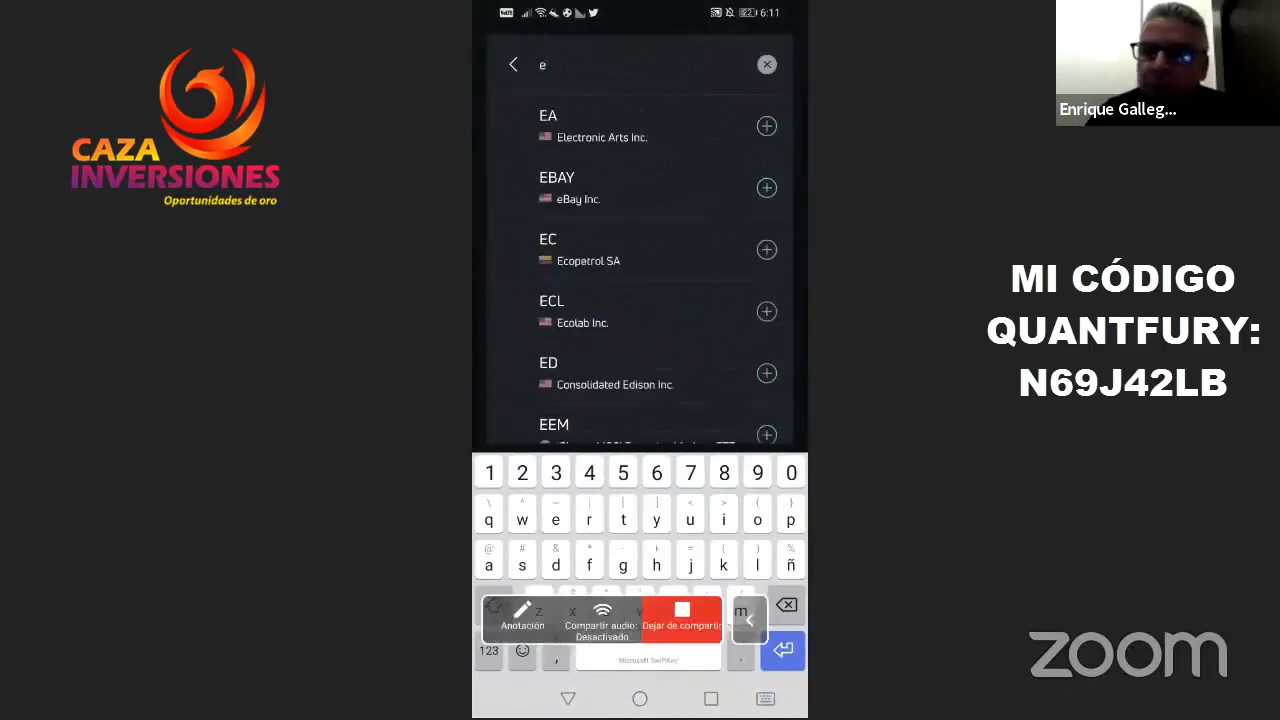 VoLTE
22
6:11
e
EA
Electronic Arts Inc.
EBAY
eBay Inc.
EC
Ecopetrol SA
ECL
Ecolab Inc.
ED
Consolidated Edison Inc.
EEM
1 2 3 4 5 6 7 8 9 0
\ ^ ~ | [ ] < > { }
q w e r t y u i o p
@ # & * - + = ( ) %
a s d f g h j k l ñ
z x m
Anotación
Compartir audio:
Desactivado
Dejar de compartir
123 , Microsoft SwiftKey .
CAZA
INVERSIONES
Oportunidades de oro
Enrique Galleg...
MI CÓDIGO
QUANTFURY:
N69J42LB
zoom